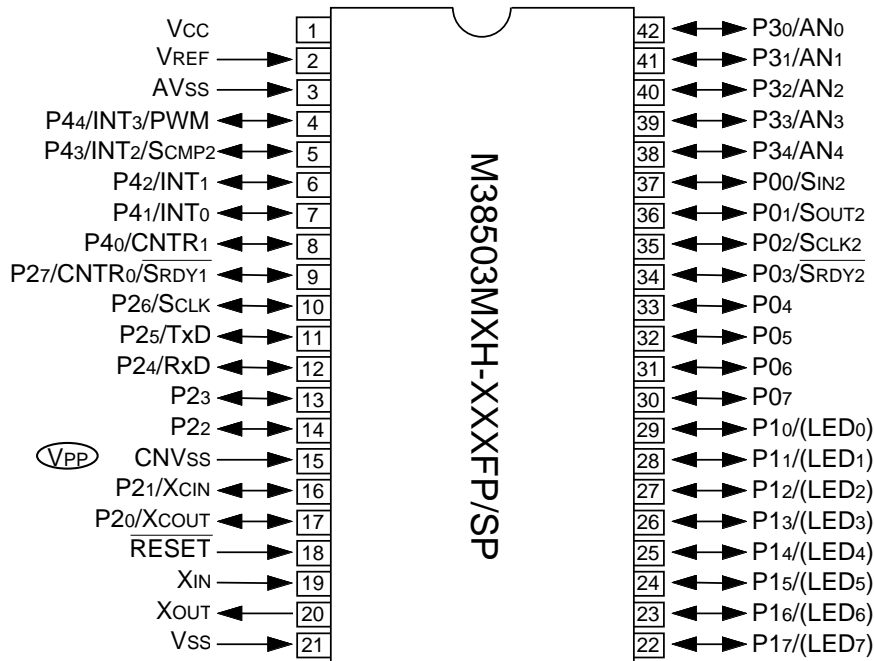 VCC 1
VREF 2
AVSS 3
P44/INT3/PWM 4
P43/INT2/SCMP2 5
P42/INT1 6
P41/INT0 7
P40/CNTR1 8
P27/CNTR0/SRDY1 9
P26/SCLK 10
P25/TxD 11
P24/RxD 12
P23 13
P22 14
VPP CNVSS 15
P21/XCIN 16
P20/XCOUT 17
RESET 18
XIN 19
XOUT 20
VSS 21
M38503MXH-XXXFP/SP
42 P30/AN0
41 P31/AN1
40 P32/AN2
39 P33/AN3
38 P34/AN4
37 P00/SIN2
36 P01/SOUT2
35 P02/SCLK2
34 P03/SRDY2
33 P04
32 P05
31 P06
30 P07
29 P10/(LED0)
28 P11/(LED1)
27 P12/(LED2)
26 P13/(LED3)
25 P14/(LED4)
24 P15/(LED5)
23 P16/(LED6)
22 P17/(LED7)